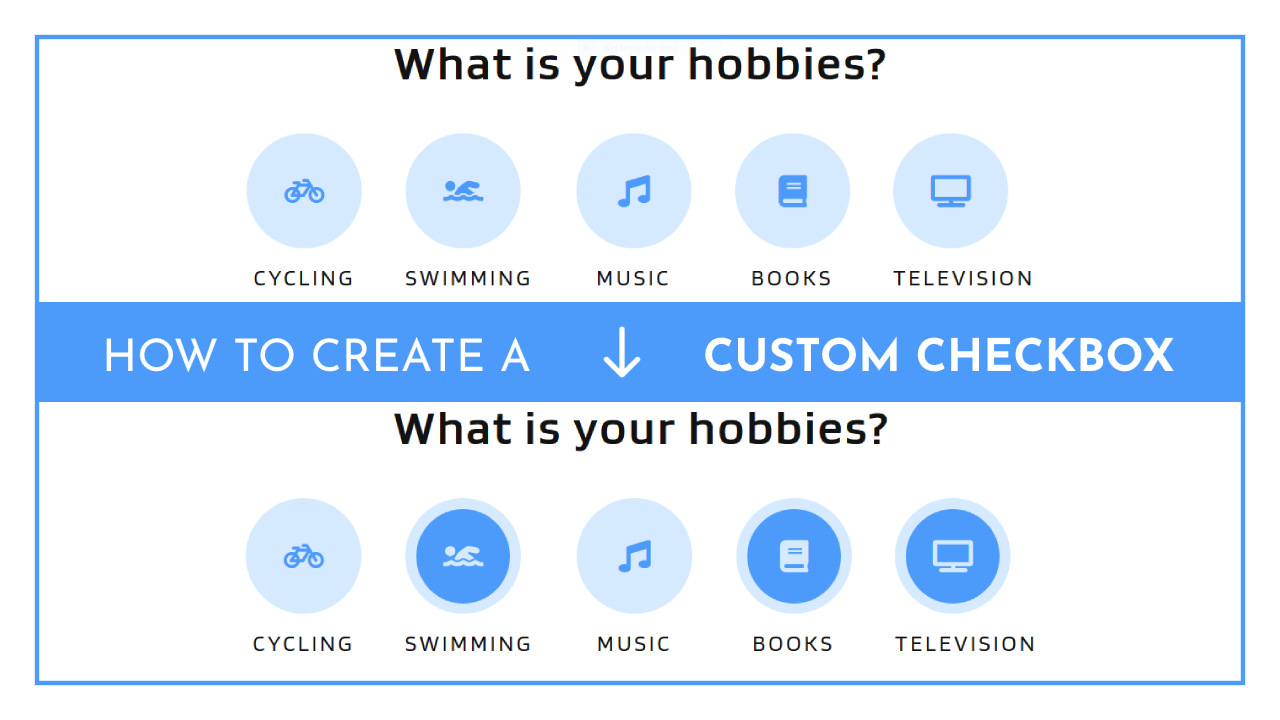 What is your hobbies?
CYCLING SWIMMING MUSIC BOOKS TELEVISION
HOW TO CREATE A CUSTOM CHECKBOX
What is your hobbies?
CYCLING SWIMMING MUSIC BOOKS TELEVISION